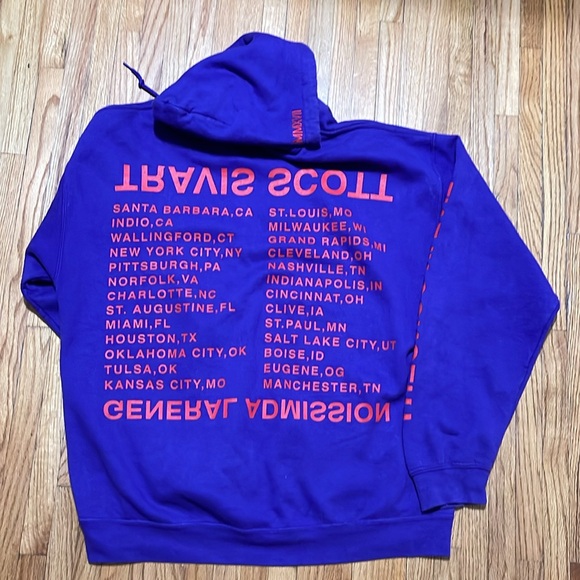 MMXVII
TRAVIS SCOTT
SANTA BARBARA,CA
INDIO,CA
WALLINGFORD,CT
NEW YORK CITY,NY
PITTSBURGH,PA
NORFOLK,VA
CHARLOTTE,NC
ST. AUGUSTINE,FL
MIAMI,FL
HOUSTON,TX
OKLAHOMA CITY,OK
TULSA,OK
KANSAS CITY,MO
ST.LOUIS,MO
MILWAUKEE,WI
GRAND RAPIDS,MI
CLEVELAND,OH
NASHVILLE,TN
INDIANAPOLIS,IN
CINCINNAT,OH
CLIVE,IA
ST.PAUL,MN
SALT LAKE CITY,UT
BOISE,ID
EUGENE,OG
MANCHESTER,TN
GENERAL ADMISSION